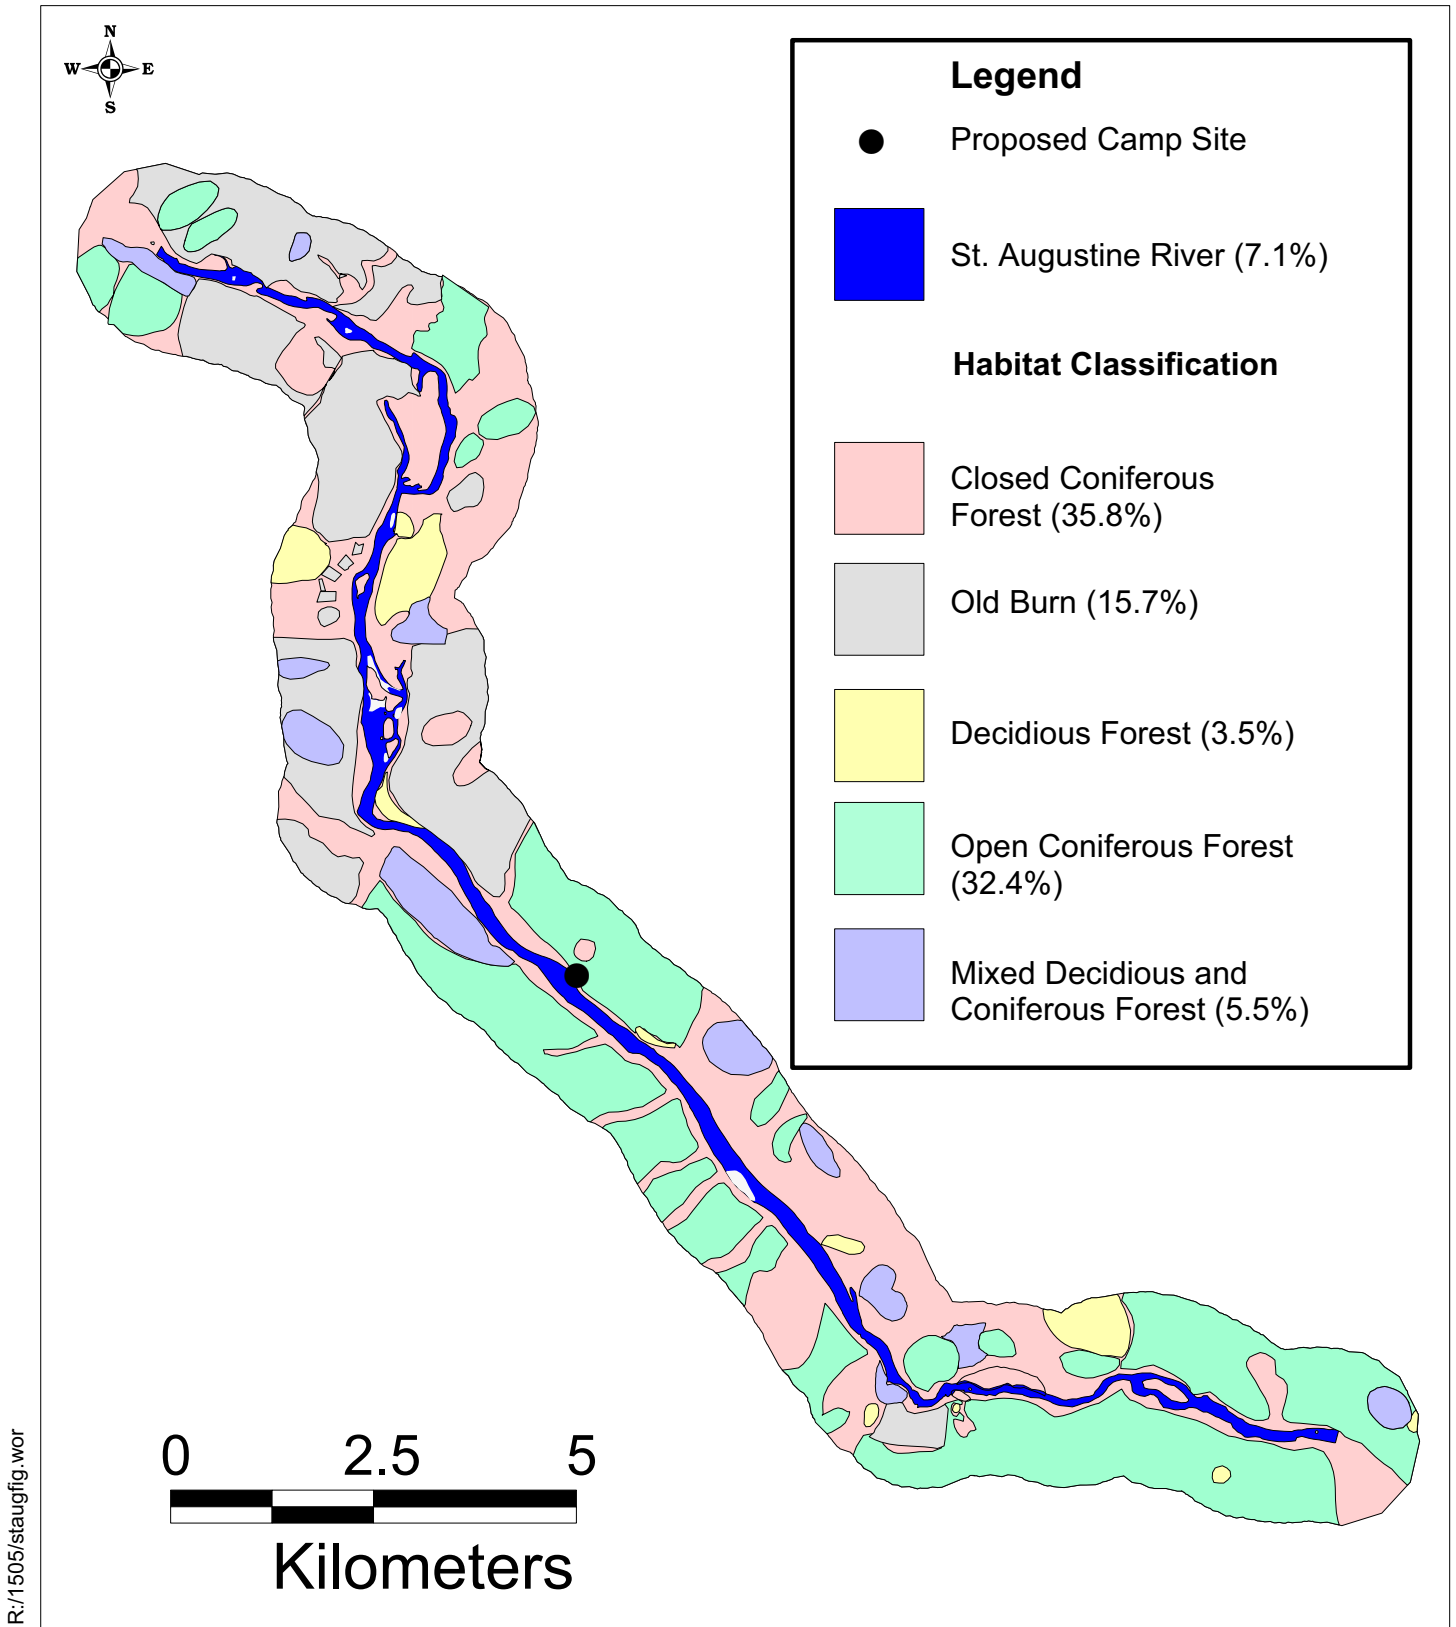 N
W E
S
Legend
Proposed Camp Site
St. Augustine River (7.1%)
Habitat Classification
Closed Coniferous
Forest (35.8%)
Old Burn (15.7%)
Decidious Forest (3.5%)
Open Coniferous Forest
(32.4%)
Mixed Decidious and
Coniferous Forest (5.5%)
0 2.5 5
Kilometers
R:/1505/staugfig.wor